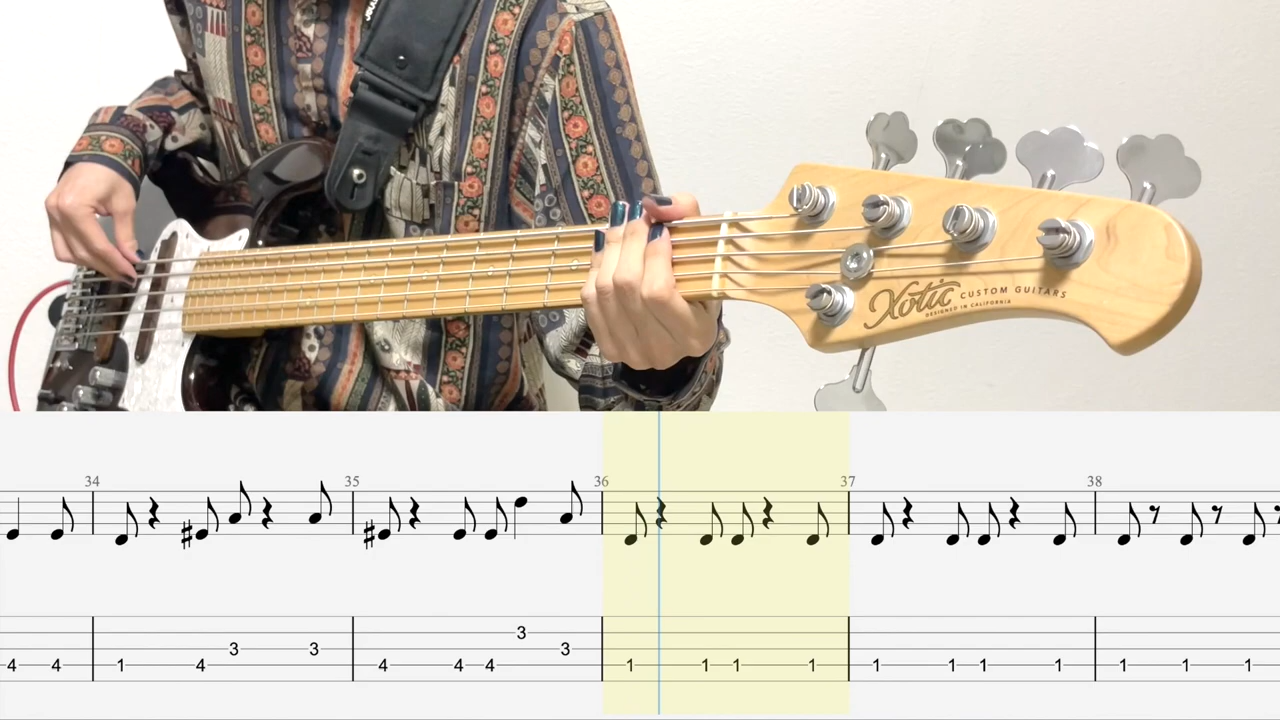 Xotic CUSTOM GUITARS
DESIGNED IN CALIFORNIA
34 35 36 37 38
3
3 3 3
4 4 1 4 4 4 4 1 1 1 1 1 1 1 1 1 1 1